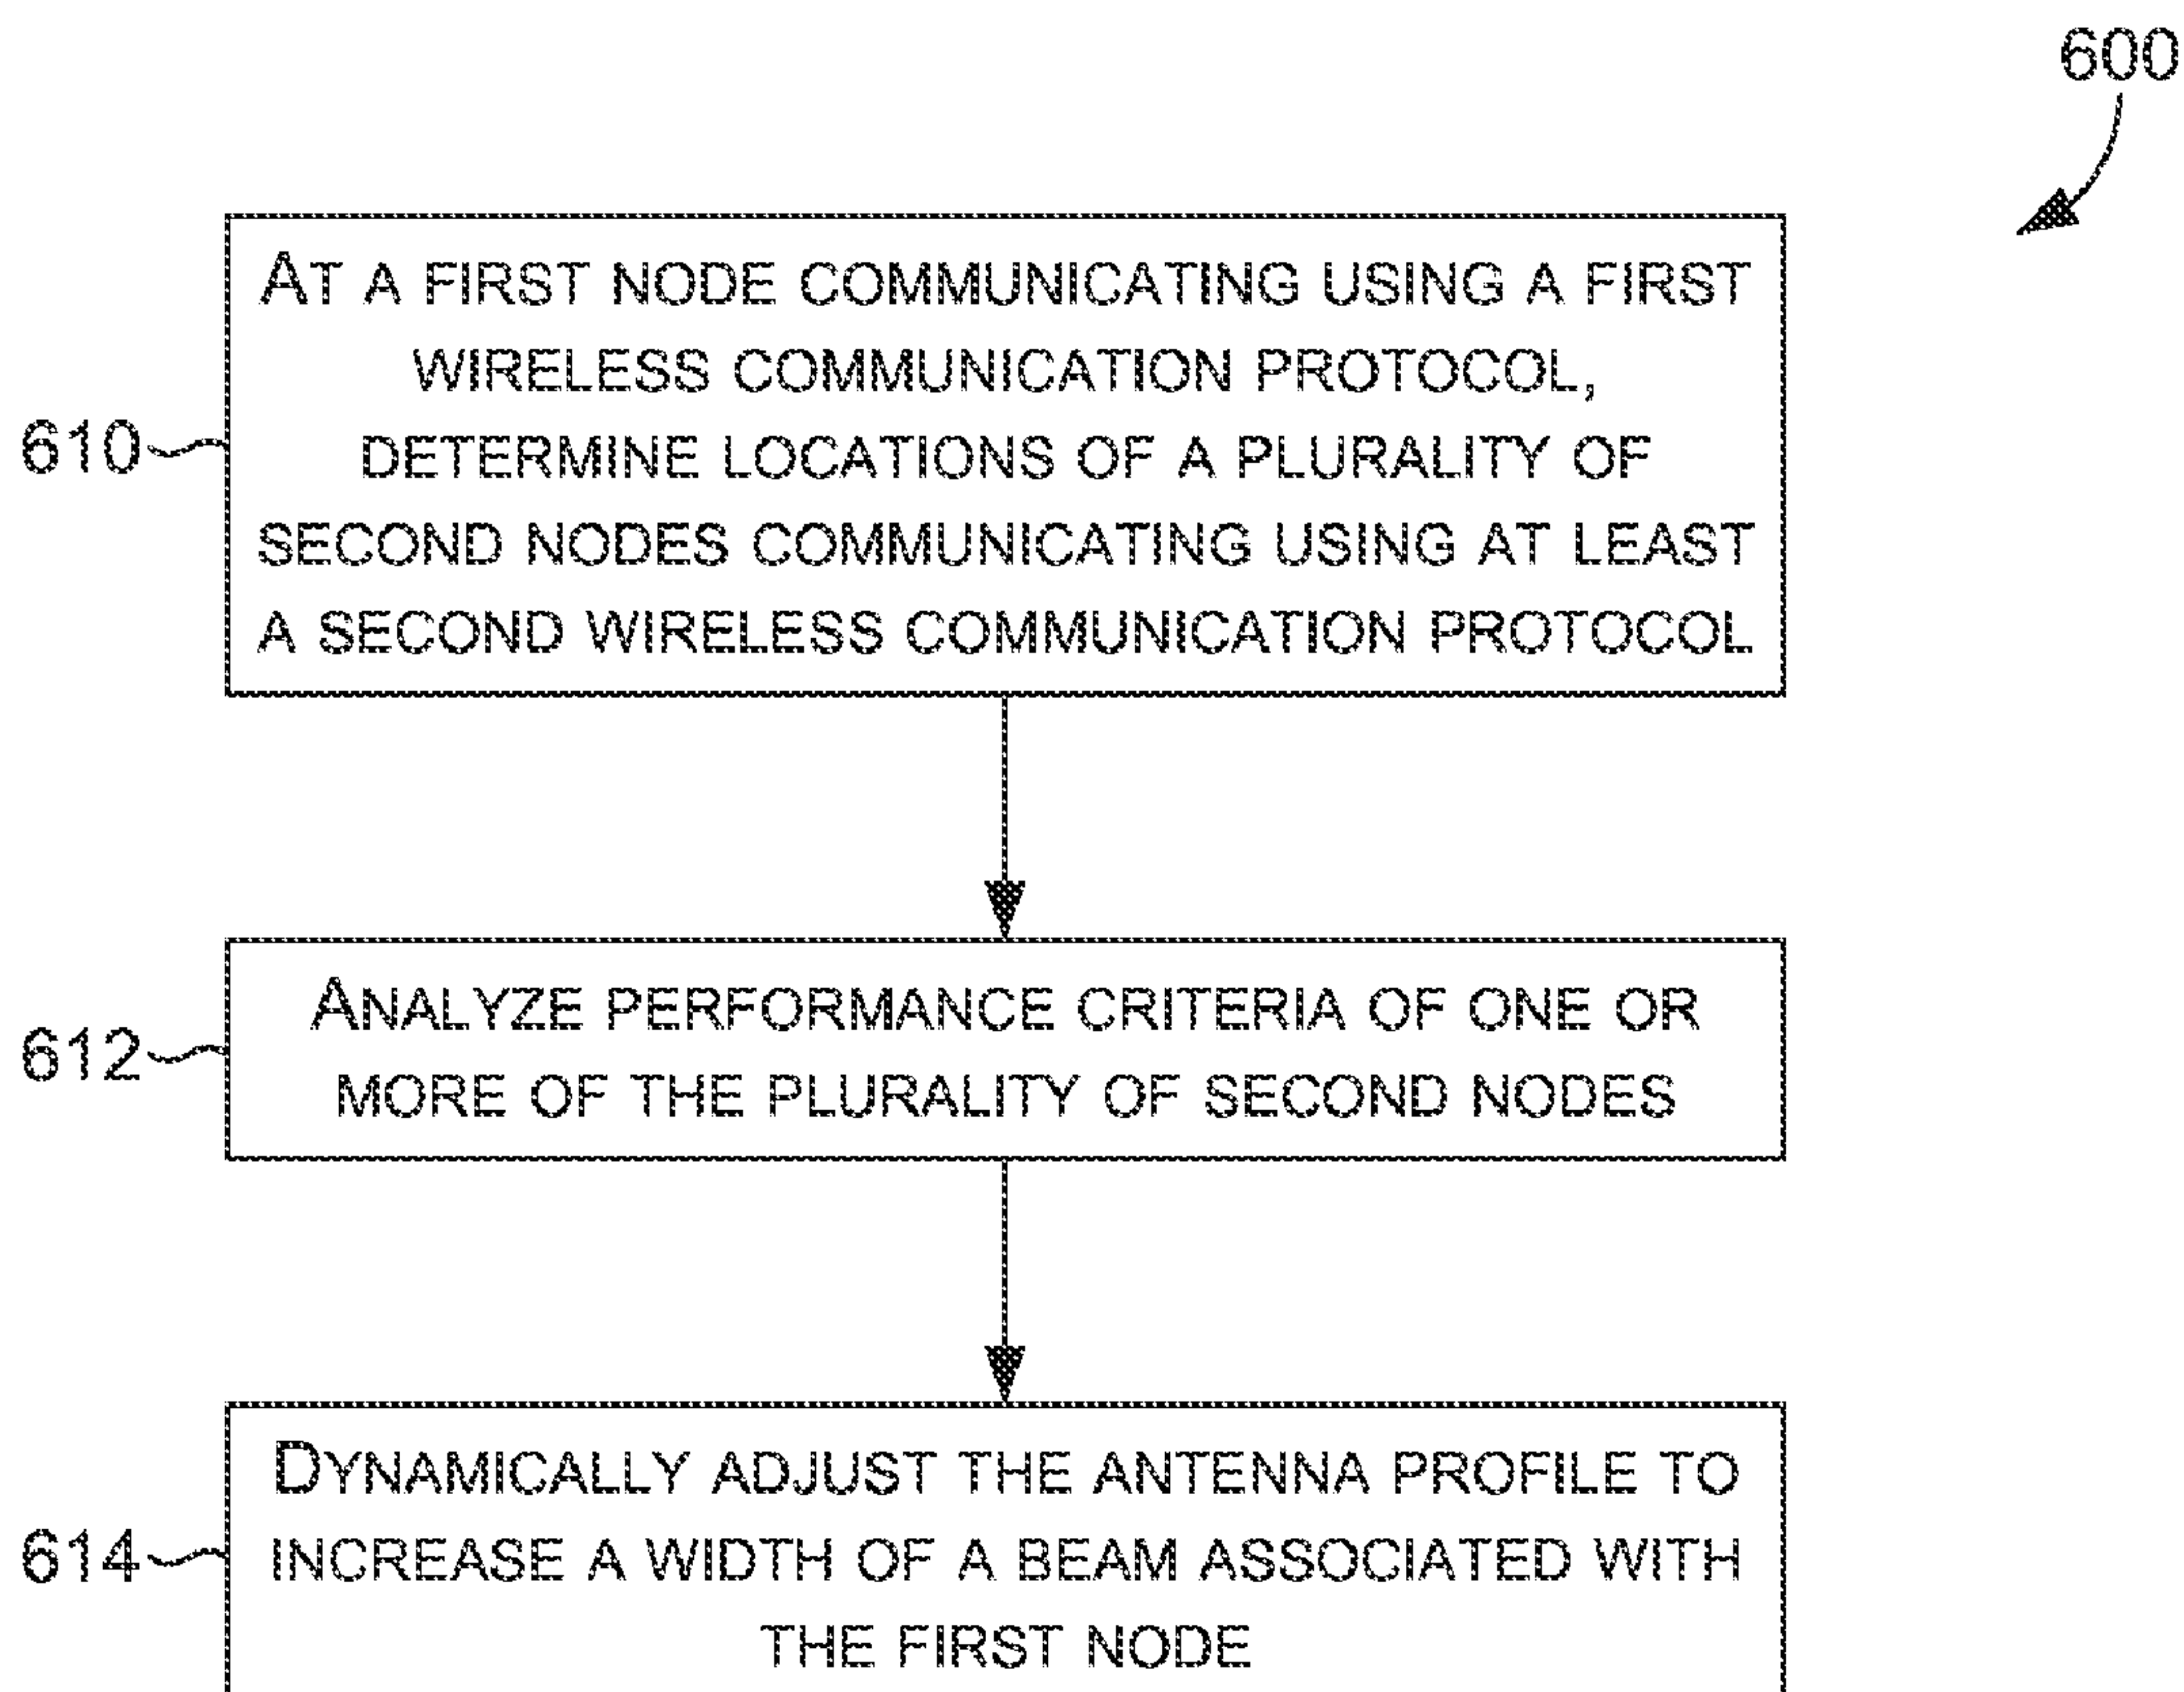 600
610
At a first node communicating using a first
wireless communication protocol,
determine locations of a plurality of
second nodes communicating using at least
a second wireless communication protocol
612
Analyze performance criteria of one or
more of the plurality of second nodes
614
Dynamically adjust the antenna profile to
increase a width of a beam associated with
the first node